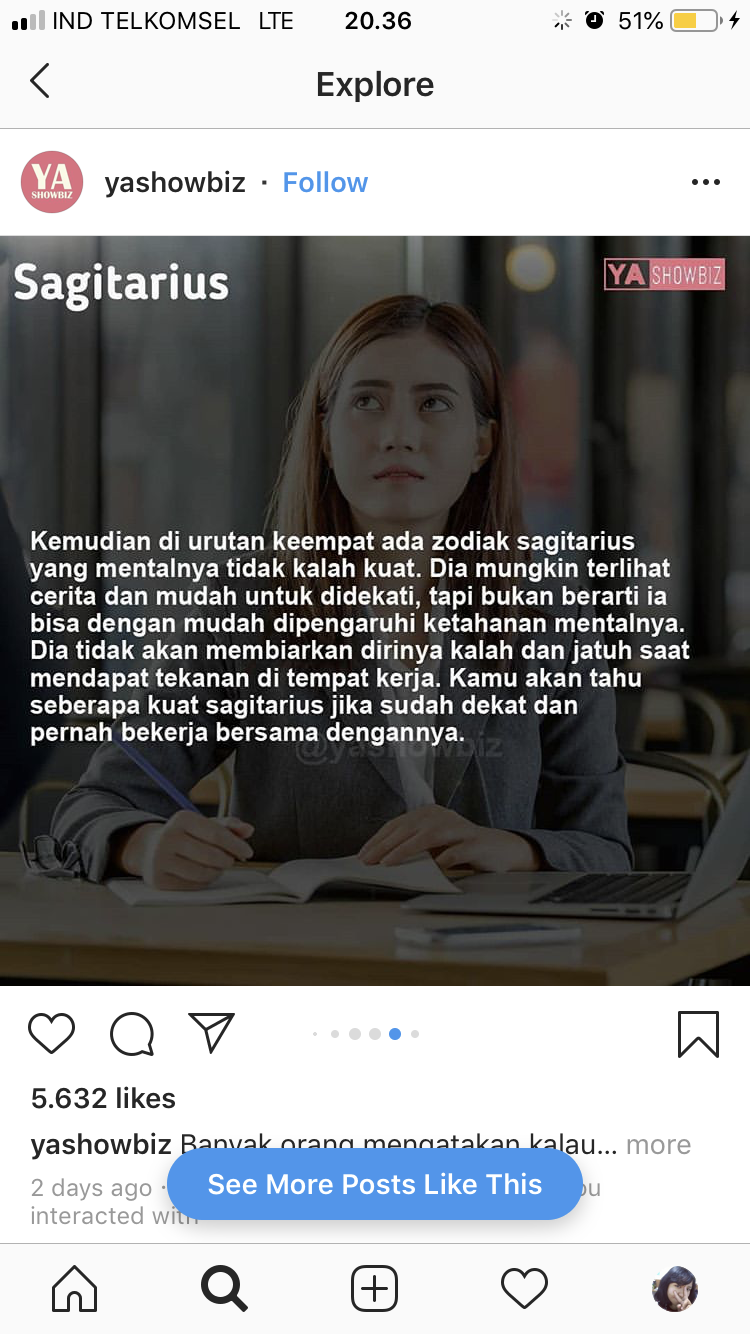 IND TELKOMSEL LTE 20.36 51%
Explore
YA
SHOWBIZ
yashowbiz · Follow
Sagitarius
YA SHOWBIZ
Kemudian di urutan keempat ada zodiak sagitarius
yang mentalnya tidak kalah kuat. Dia mungkin terlihat
cerita dan mudah untuk didekati, tapi bukan berarti ia
bisa dengan mudah dipengaruhi ketahanan mentalnya.
Dia tidak akan membiarkan dirinya kalah dan jatuh saat
mendapat tekanan di tempat kerja. Kamu akan tahu
seberapa kuat sagitarius jika sudah dekat dan
pernah bekerja bersama dengannya.
@yashowbiz
5.632 likes
yashowbiz Banyak orang mengatakan kalau... more
2 days ago ·
See More Posts Like This
interacted with